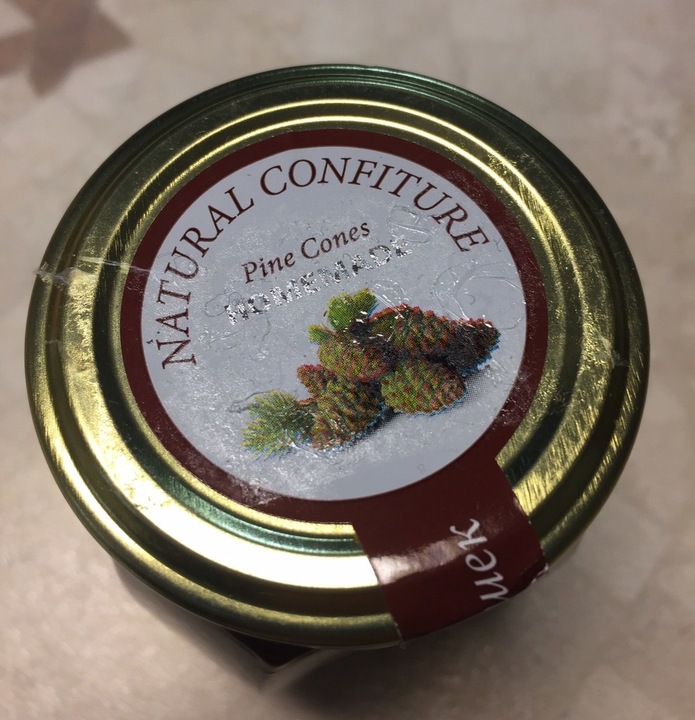 NATURAL CONFITURE
Pine Cones
HOMEMADE
шек